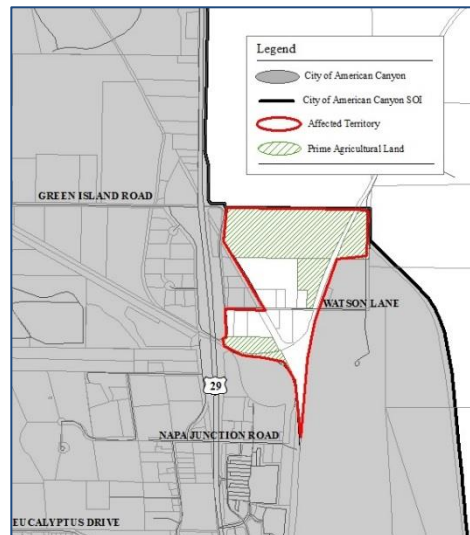 Legend
City of American Canyon
City of American Canyon SOI
Affected Territory
Prime Agricultural Land
GREEN ISLAND ROAD
WATSON LANE
29
NAPA JUNCTION ROAD
EUCALYPTUS DRIVE